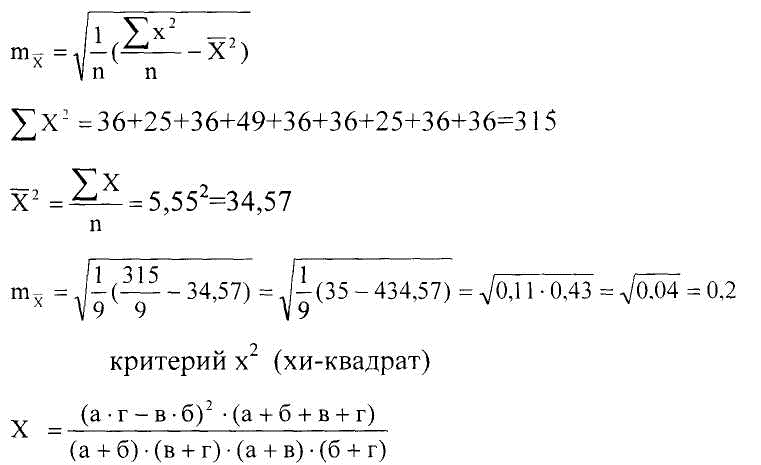 m_X̅ = √(1/n (∑x²/n − X̅²))
∑X² = 36+25+36+49+36+36+25+36+36=315
X̅² = ∑X/n = 5,55²=34,57
m_X̅ = √(1/9 (315/9 − 34,57)) = √(1/9 (35 − 434,57)) = √(0,11 · 0,43) = √(0,04) = 0,2
критерий x² (хи-квадрат)
X = (а · г − в · б)² · (а + б + в + г) / (а + б) · (в + г) · (а + в) · (б + г)